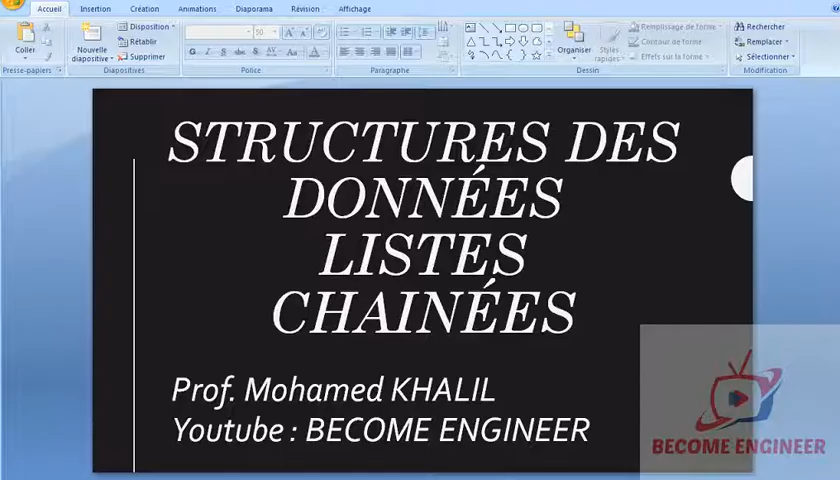 Accueil Insertion Création Animations Diaporama Révision Affichage
Coller
Presse-papiers
Nouvelle diapositive
Disposition
Rétablir
Supprimer
Diapositives
50
Police
Paragraphe
Organiser
Styles rapides
Remplissage de forme
Contour de forme
Effets sur la forme
Dessin
Rechercher
Remplacer
Sélectionner
Modification
STRUCTURES DES
DONNÉES
LISTES
CHAINÉES
Prof. Mohamed KHALIL
Youtube : BECOME ENGINEER
BECOME ENGINEER